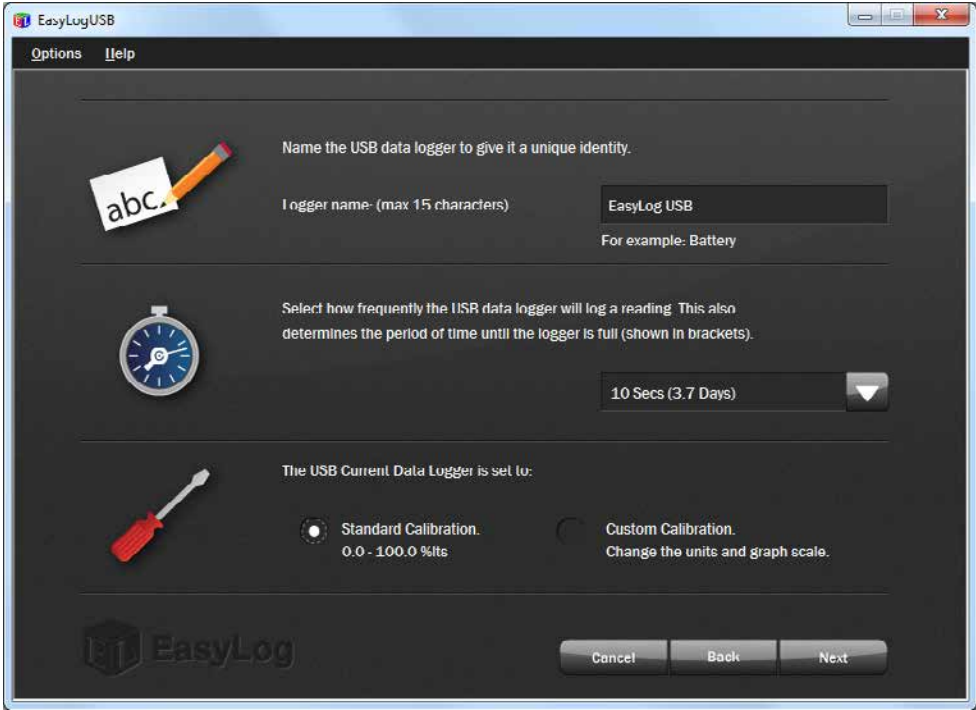 EasyLogUSB
Options Help
Name the USB data logger to give it a unique identity.
abc.
Logger name: (max 15 characters)
EasyLog USB
For example: Battery
Select how frequently the USB data logger will log a reading. This also
determines the period of time until the logger is full (shown in brackets).
10 Secs (3.7 Days)
The USB Current Data Logger is set to:
Standard Calibration.
0.0 - 100.0 %lts
Custom Calibration.
Change the units and graph scale.
EL EasyLog
Cancel Back Next